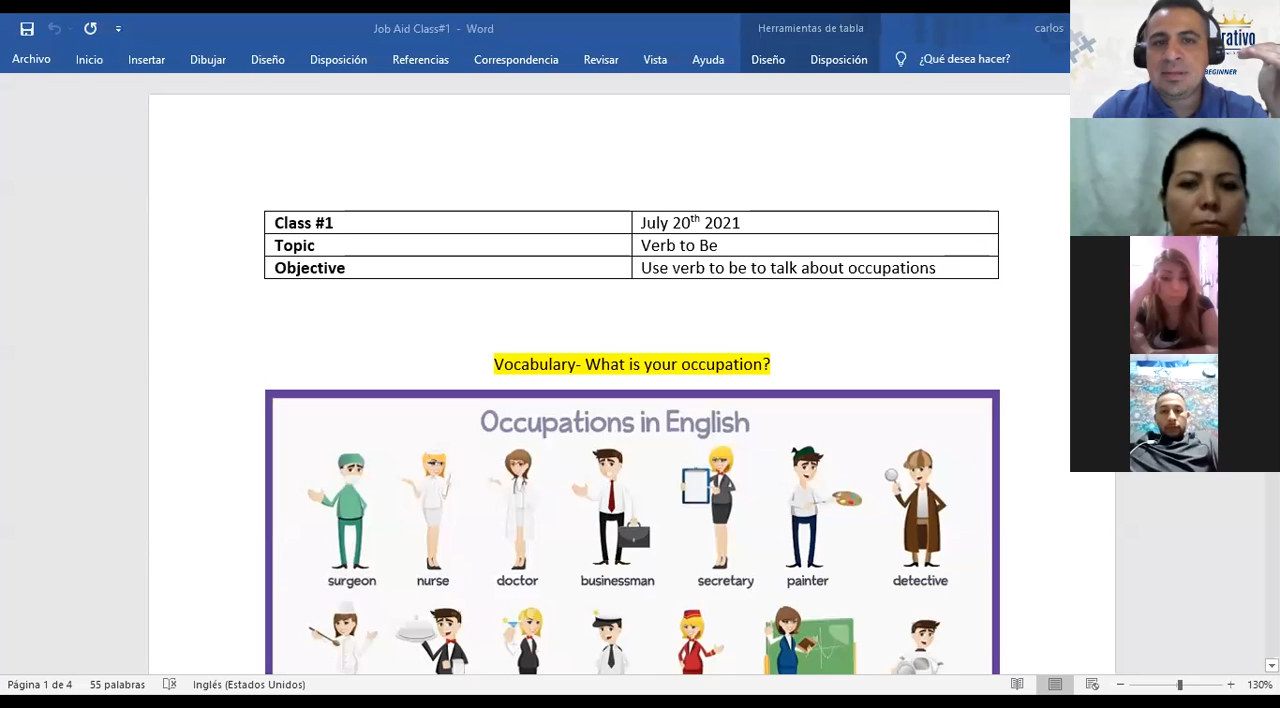 Job Aid Class#1 - Word
Herramientas de tabla
carlos
Archivo Inicio Insertar Dibujar Diseño Disposición Referencias Correspondencia Revisar Vista Ayuda Diseño Disposición ¿Qué desea hacer?
rativo
BEGINNER
Class #1 July 20th 2021
Topic Verb to Be
Objective Use verb to be to talk about occupations
Vocabulary- What is your occupation?
Occupations in English
surgeon nurse doctor businessman secretary painter detective
Página 1 de 4 55 palabras Inglés (Estados Unidos) 130%